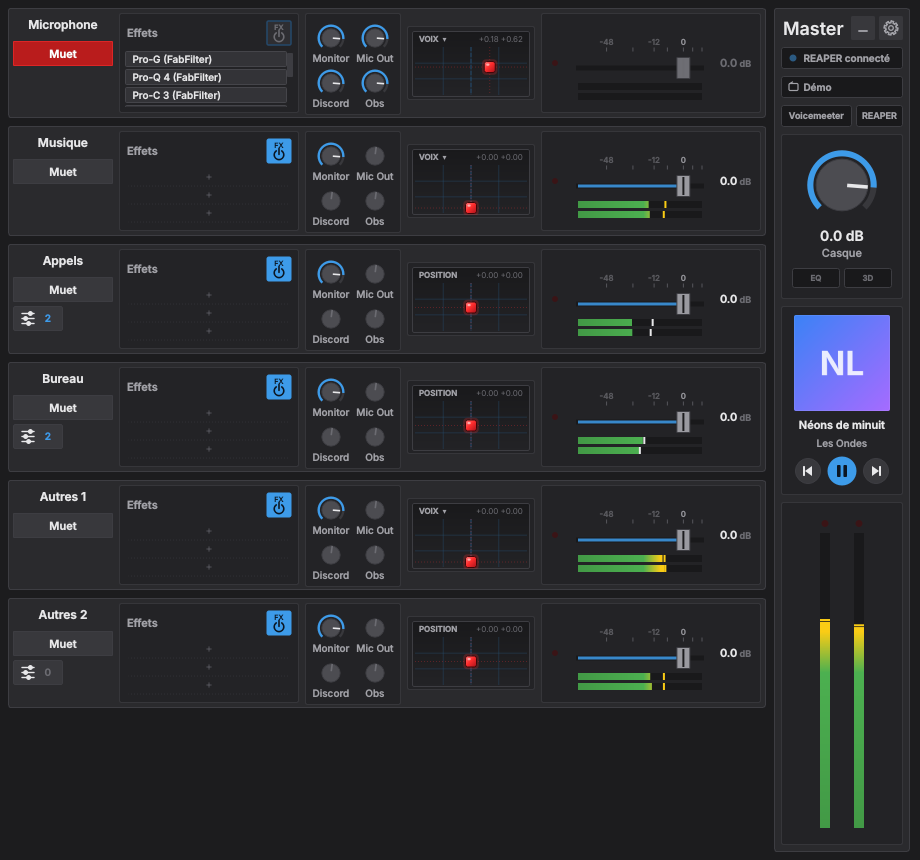 Microphone
Muet
Effets
FX
Pro-G (FabFilter)
Pro-Q 4 (FabFilter)
Pro-C 3 (FabFilter)
Monitor Mic Out
Discord Obs
VOIX ▾ +0.18 +0.62
-48 -12 0
0.0 dB
Musique
Muet
Effets
FX
+
+
+
Monitor Mic Out
Discord Obs
VOIX ▾ +0.00 +0.00
-48 -12 0
0.0 dB
Appels
Muet
2
Effets
FX
+
+
+
Monitor Mic Out
Discord Obs
POSITION +0.00 +0.00
-48 -12 0
0.0 dB
Bureau
Muet
2
Effets
FX
+
+
+
Monitor Mic Out
Discord Obs
POSITION +0.00 +0.00
-48 -12 0
0.0 dB
Autres 1
Muet
Effets
FX
+
+
+
Monitor Mic Out
Discord Obs
VOIX ▾ +0.00 +0.00
-48 -12 0
0.0 dB
Autres 2
Muet
0
Effets
FX
+
+
+
Monitor Mic Out
Discord Obs
POSITION +0.00 +0.00
-48 -12 0
0.0 dB
Master
REAPER connecté
Démo
Voicemeeter REAPER
0.0 dB
Casque
EQ 3D
NL
Néons de minuit
Les Ondes